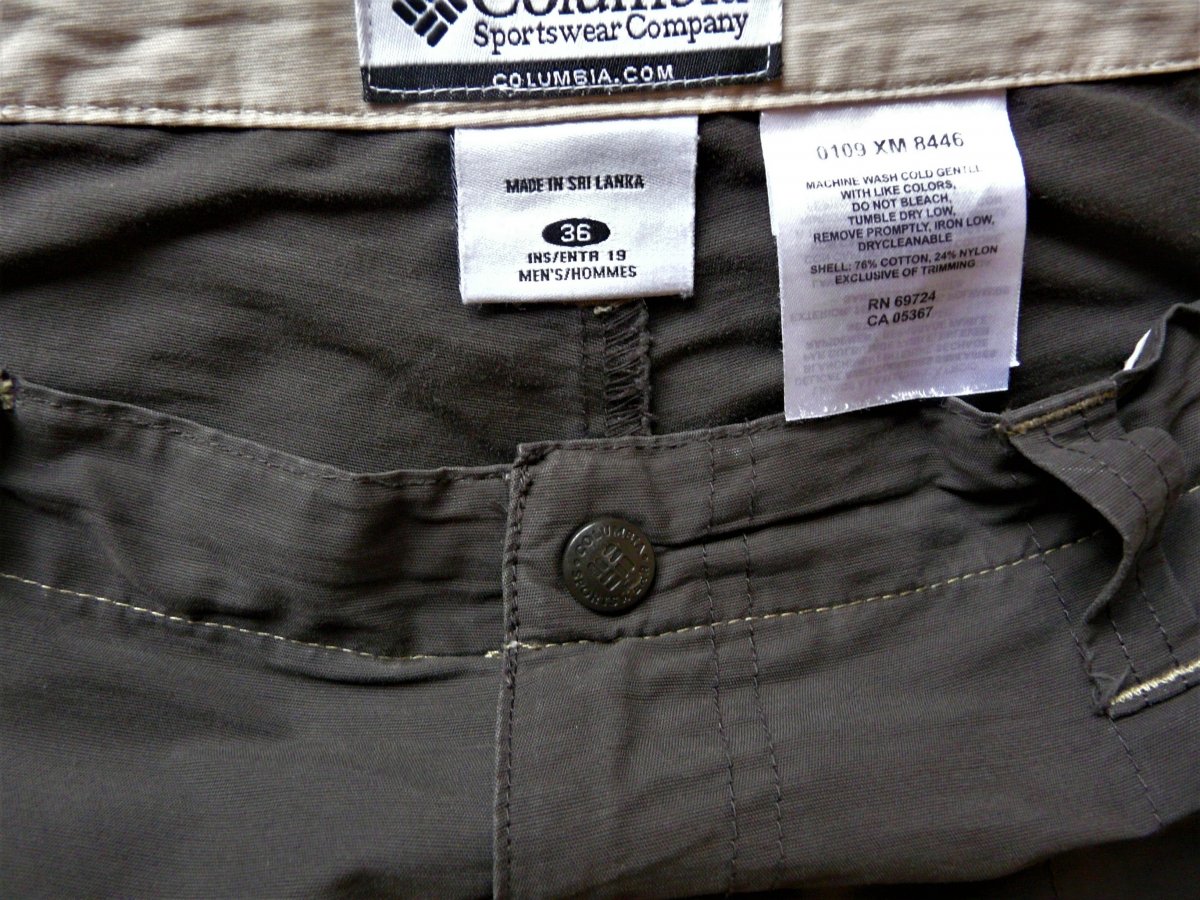 Columbia
Sportswear Company
COLUMBIA.COM
MADE IN SRI LANKA
36
INS/ENTR 19
MEN'S/HOMMES
0109 XM 8446
MACHINE WASH COLD GENTLE
WITH LIKE COLORS,
DO NOT BLEACH,
TUMBLE DRY LOW,
REMOVE PROMPTLY, IRON LOW,
DRYCLEANABLE
SHELL: 76% COTTON, 24% NYLON
EXCLUSIVE OF TRIMMING
RN 69724
CA 05367
COLUMBIA